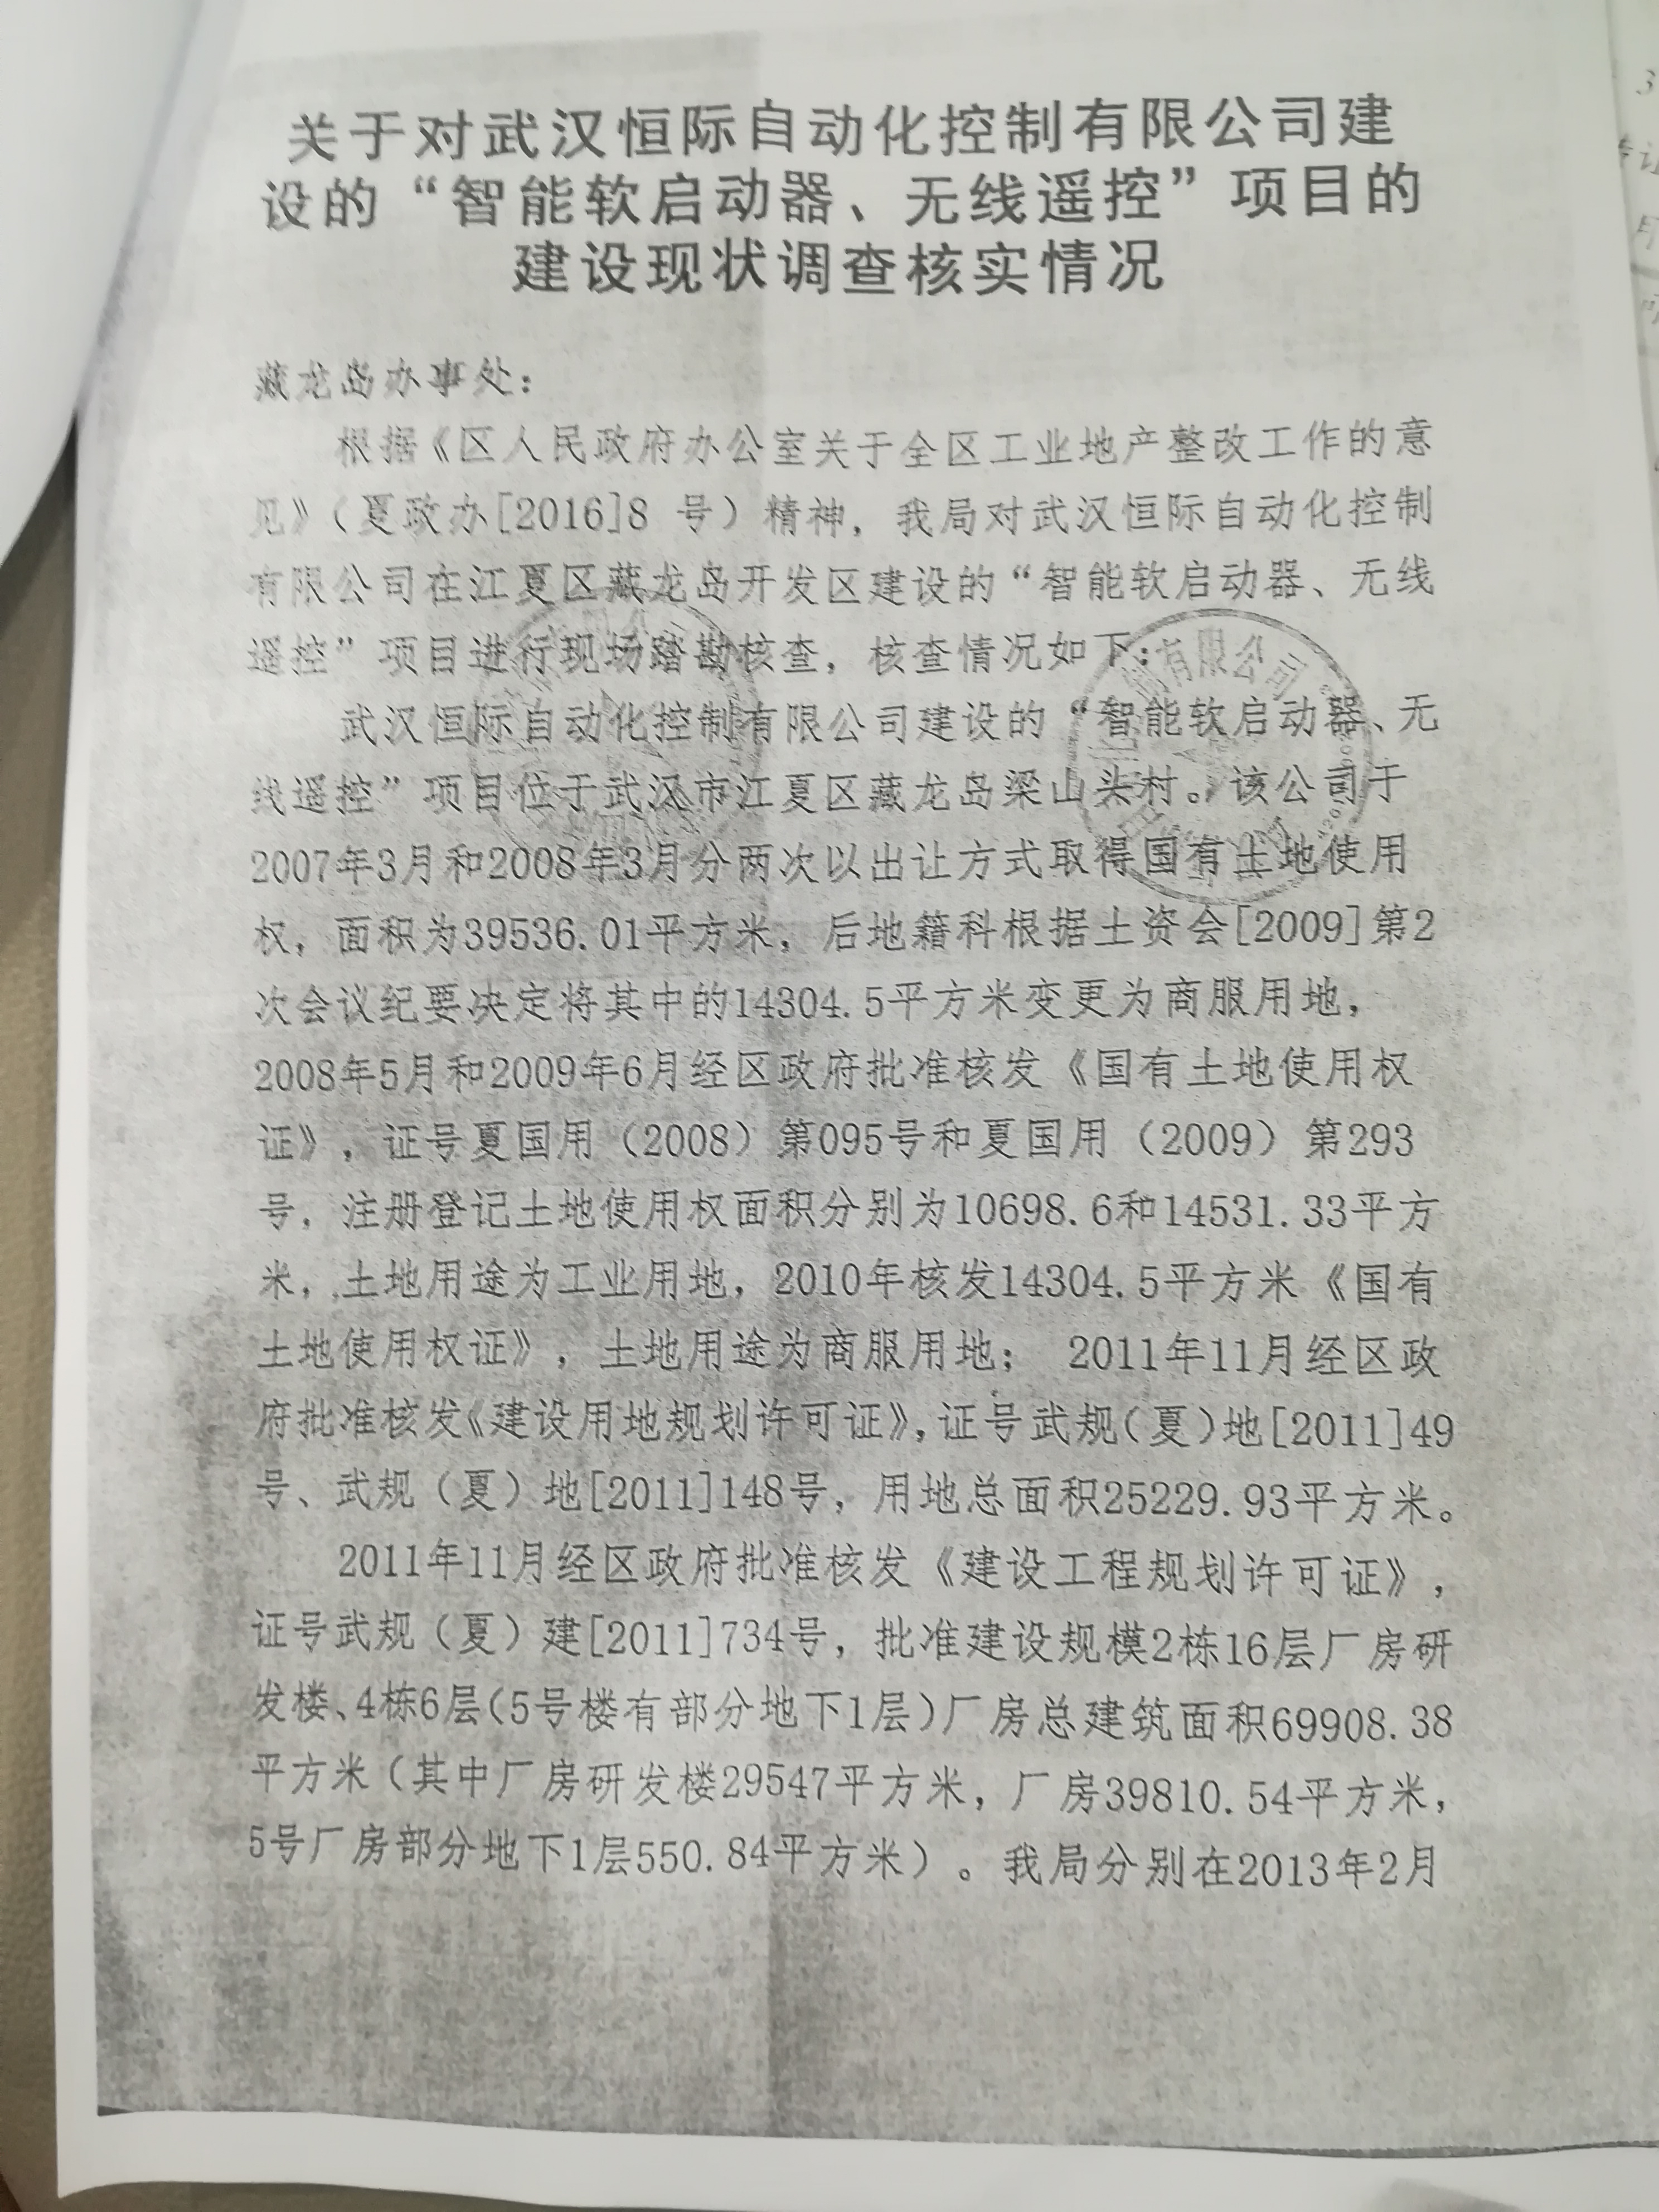 关于对武汉恒际自动化控制有限公司建
设的“智能软启动器、无线遥控”项目的
建设现状调查核实情况
藏龙岛办事处：
根据《区人民政府办公室关于全区工业地产整改工作的意
见》（夏政办[2016]8 号）精神，我局对武汉恒际自动化控制
有限公司在江夏区藏龙岛开发区建设的“智能软启动器、无线
遥控”项目进行现场踏勘核查，核查情况如下：
武汉恒际自动化控制有限公司建设的“智能软启动器、无
线遥控”项目位于武汉市江夏区藏龙岛梁山头村。该公司于
2007年3月和2008年3月分两次以出让方式取得国有土地使用
权，面积为39536.01平方米，后地籍科根据土资会[2009]第2
次会议纪要决定将其中的14304.5平方米变更为商服用地，
2008年5月和2009年6月经区政府批准核发《国有土地使用权
证》，证号夏国用（2008）第095号和夏国用（2009）第293
号，注册登记土地使用权面积分别为10698.6和14531.33平方
米，土地用途为工业用地，2010年核发14304.5平方米《国有
土地使用权证》，土地用途为商服用地； 2011年11月经区政
府批准核发《建设用地规划许可证》，证号武规（夏）地[2011]49
号、武规（夏）地[2011]148号，用地总面积25229.93平方米。
2011年11月经区政府批准核发《建设工程规划许可证》，
证号武规（夏）建[2011]734号，批准建设规模2栋16层厂房研
发楼、4栋6层（5号楼有部分地下1层）厂房总建筑面积69908.38
平方米（其中厂房研发楼29547平方米，厂房39810.54平方米，
5号厂房部分地下1层550.84平方米）。我局分别在2013年2月
有限公司